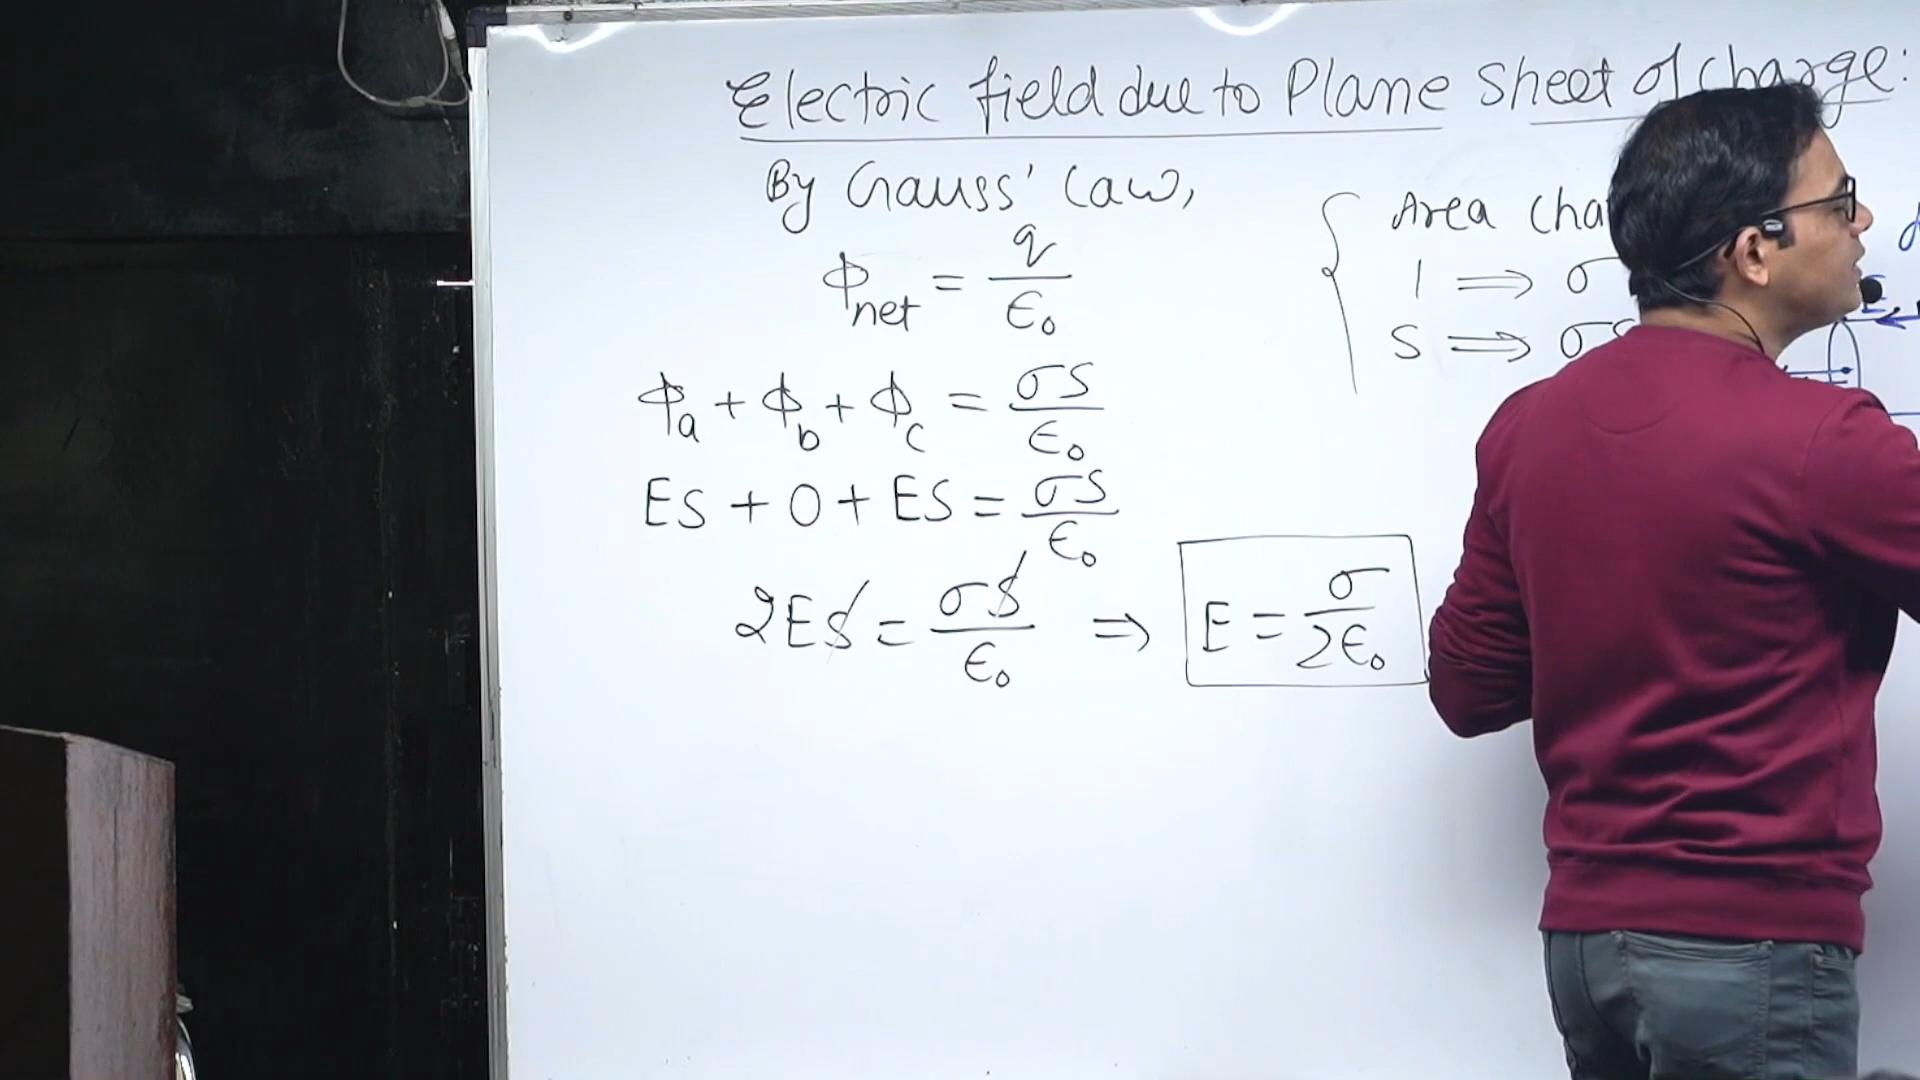 Electric field due to Plane Sheet of charge:
By Gauss' Law,
ϕnet = q/ϵ₀
ϕa + ϕb + ϕc = σS/ϵ₀
ES + 0 + ES = σS/ϵ₀
2ES = σS/ϵ₀ ⇒ E = σ/2ϵ₀
Area
1 ⇒ σ
S ⇒ σS